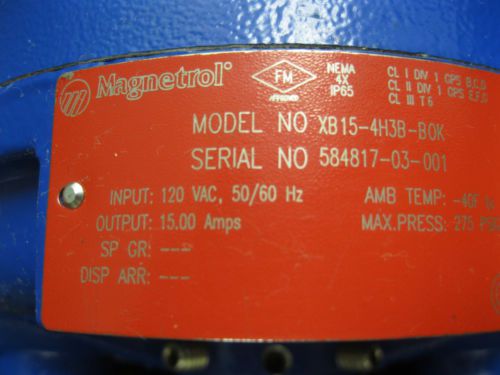 Magnetrol®
FM
APPROVED
NEMA
4X
IP65
CL I DIV 1 GPS B,C,D
CL II DIV 1 GPS E,F,G
CL III T6
MODEL NO XB15-4H3B-BOK
SERIAL NO 584817-03-001
INPUT: 120 VAC, 50/60 Hz
AMB TEMP: -40F
OUTPUT: 15.00 Amps
MAX.PRESS: 275
SP GR: ---
DISP ARR: ---